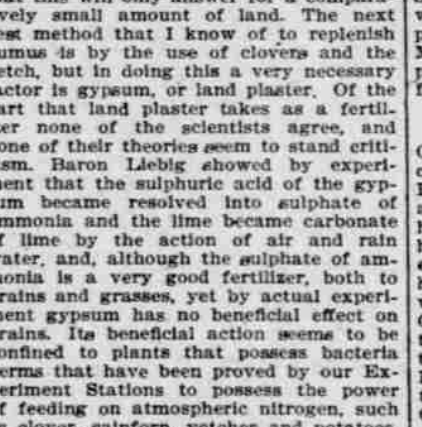 vely small amount of land. The next
est method that I know of to replenish
umus is by the use of clovers and the
etch, but in doing this a very necessary
actor is gypsum, or land plaster. Of the
art that land plaster takes as a fertil-
er none of the scientists agree, and
one of their theories seem to stand criti-
ism. Baron Liebig showed by experi-
ent that the sulphuric acid of the gyp-
um became resolved into sulphate of
mmonia and the lime became carbonate
f lime by the action of air and rain
ater, and, although the sulphate of am-
onia is a very good fertilizer, both to
rains and grasses, yet by actual experi-
ent gypsum has no beneficial effect on
rains. Its beneficial action seems to be
onfined to plants that possess bacteria
erms that have been proved by our Ex-
eriment Stations to possess the power
f feeding on atmospheric nitrogen, such
s clover, sainfoin, vetches and potatoes,